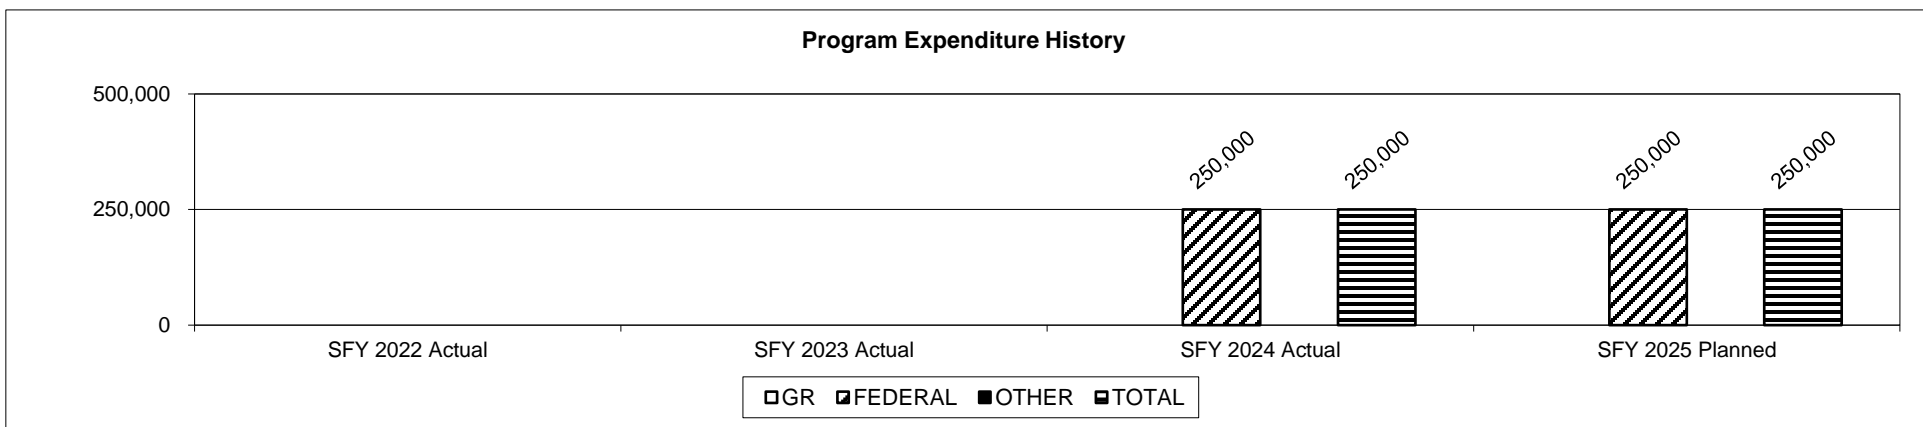 Program Expenditure History
500,000
250,000
0
250,000
250,000
250,000
250,000
SFY 2022 Actual
SFY 2023 Actual
SFY 2024 Actual
SFY 2025 Planned
GR FEDERAL OTHER TOTAL